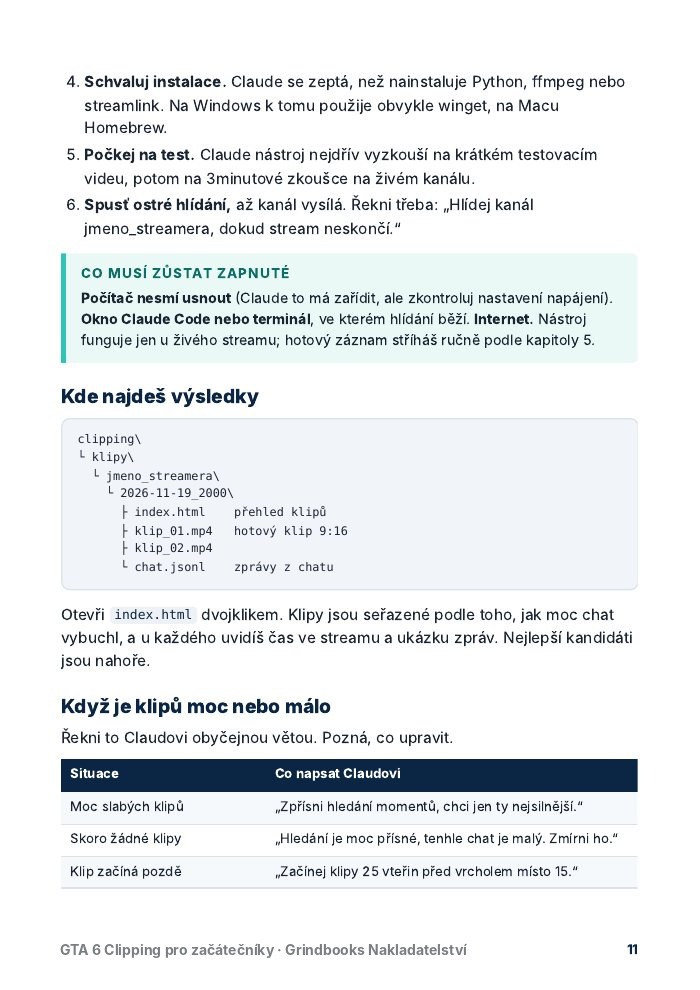 4. Schvaluj instalace. Claude se zeptá, než nainstaluje Python, ffmpeg nebo
streamlink. Na Windows k tomu použije obvykle winget, na Macu
Homebrew.
5. Počkej na test. Claude nástroj nejdřív vyzkouší na krátkém testovacím
videu, potom na 3minutové zkoušce na živém kanálu.
6. Spusť ostré hlídání, až kanál vysílá. Řekni třeba: „Hlídej kanál
jmeno_streamera, dokud stream neskončí.“
CO MUSÍ ZŮSTAT ZAPNUTÉ
Počítač nesmí usnout (Claude to má zařídit, ale zkontroluj nastavení napájení).
Okno Claude Code nebo terminál, ve kterém hlídání běží. Internet. Nástroj
funguje jen u živého streamu; hotový záznam stříháš ručně podle kapitoly 5.
Kde najdeš výsledky
clipping\
└ klipy\
└ jmeno_streamera\
└ 2026-11-19_2000\
├ index.html přehled klipů
├ klip_01.mp4 hotový klip 9:16
├ klip_02.mp4
└ chat.jsonl zprávy z chatu
Otevři index.html dvojklikem. Klipy jsou seřazené podle toho, jak moc chat
vybuchl, a u každého uvidíš čas ve streamu a ukázku zpráv. Nejlepší kandidáti
jsou nahoře.
Když je klipů moc nebo málo
Řekni to Claudovi obyčejnou větou. Pozná, co upravit.
Situace Co napsat Claudovi
Moc slabých klipů „Zpřísni hledání momentů, chci jen ty nejsilnější.“
Skoro žádné klipy „Hledání je moc přísné, tenhle chat je malý. Zmírni ho.“
Klip začíná pozdě „Začínej klipy 25 vteřin před vrcholem místo 15.“
GTA 6 Clipping pro začátečníky · Grindbooks Nakladatelství 11